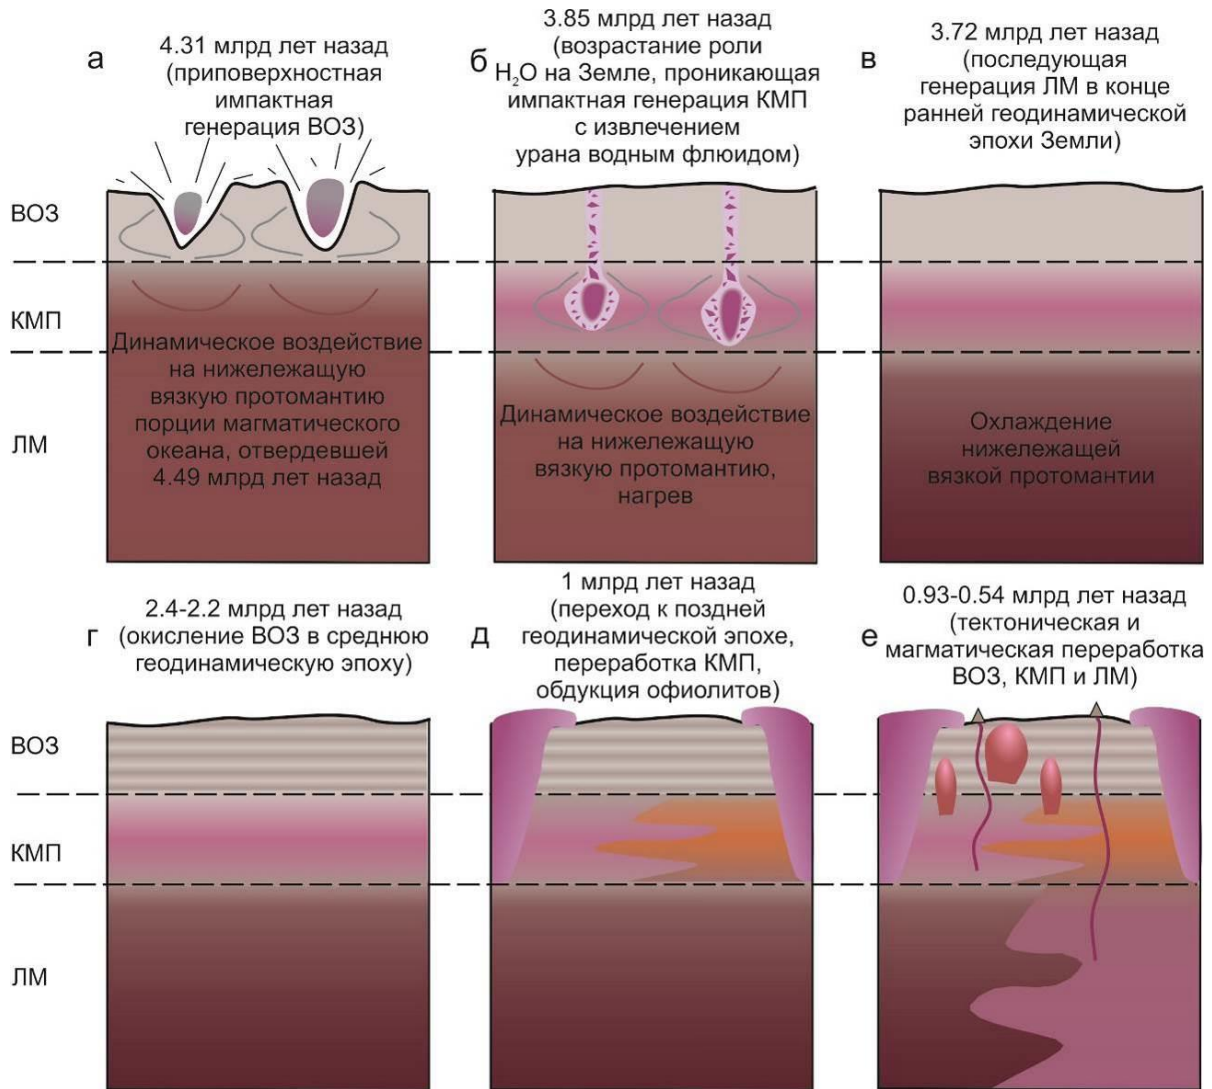 а
4.31 млрд лет назад
(приповерхностная
импактная
генерация ВОЗ)
б
3.85 млрд лет назад
(возрастание роли
H₂O на Земле, проникающая
импактная генерация КМП
с извлечением
урана водным флюидом)
в
3.72 млрд лет назад
(последующая
генерация ЛМ в конце
ранней геодинамической
эпохи Земли)
ВОЗ
КМП
ЛМ
Динамическое воздействие
на нижележащую
вязкую протомантию
порции магматического
океана, отвердевшей
4.49 млрд лет назад
Динамическое воздействие
на нижележащую
вязкую протомантию,
нагрев
Охлаждение
нижележащей
вязкой протомантии
г
2.4-2.2 млрд лет назад
(окисление ВОЗ в среднюю
геодинамическую эпоху)
д
1 млрд лет назад
(переход к поздней
геодинамической эпохе,
переработка КМП,
обдукция офиолитов)
е
0.93-0.54 млрд лет назад
(тектоническая и
магматическая переработка
ВОЗ, КМП и ЛМ)
ВОЗ
КМП
ЛМ